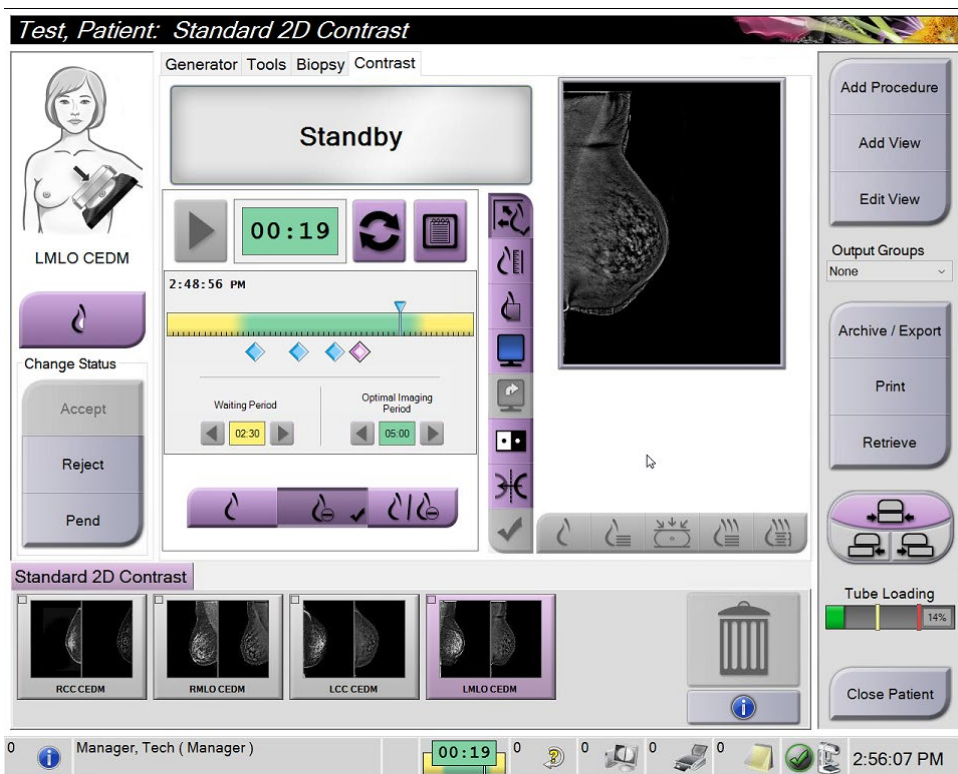 Test, Patient: Standard 2D Contrast
Generator Tools Biopsy Contrast
Standby
00:19
2:48:56 PM
Waiting Period
Optimal Imaging
Period
02:30
05:00
LMLO CEDM
Change Status
Accept
Reject
Pend
Add Procedure
Add View
Edit View
Output Groups
None
Archive / Export
Print
Retrieve
Tube Loading
14%
Close Patient
Standard 2D Contrast
RCC CEDM
RMLO CEDM
LCC CEDM
LMLO CEDM
0
Manager, Tech ( Manager )
00:19
0
0
0
0
2:56:07 PM